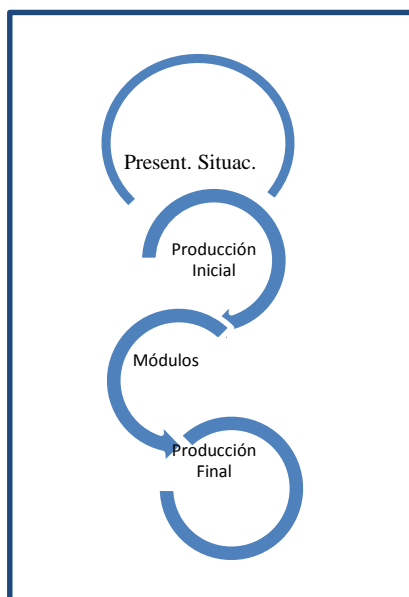 Present. Situac.
Producción
Inicial
Módulos
Producción
Final